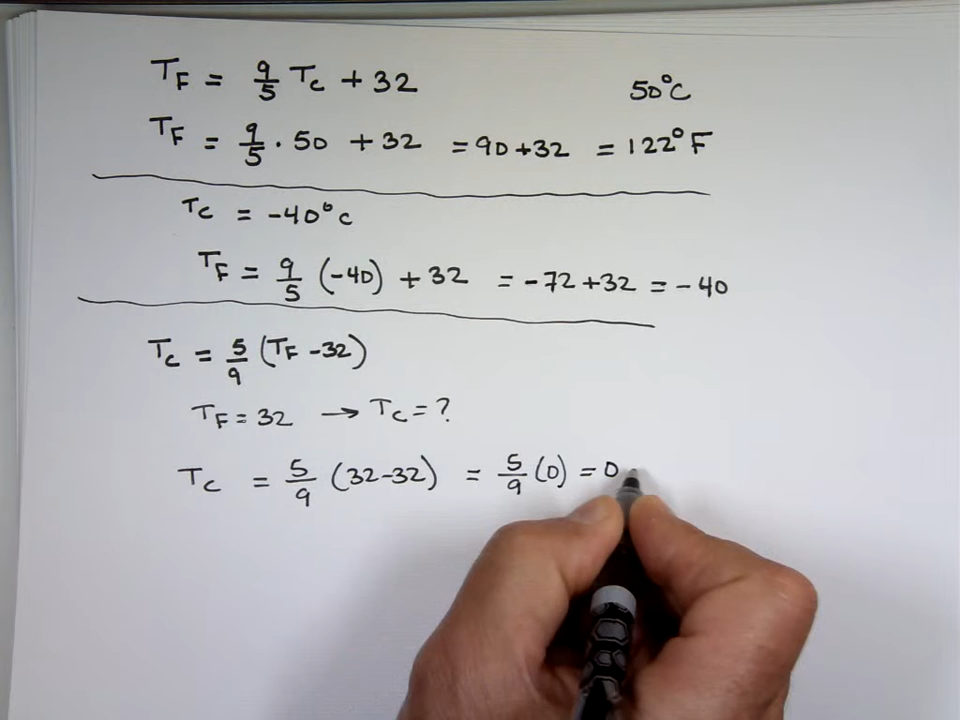 T_F = 9/5 T_C + 32 50°C
T_F = 9/5 · 50 + 32 = 90+32 = 122°F
T_C = -40°C
T_F = 9/5 (-40) + 32 = -72+32 = -40
T_C = 5/9 (T_F -32)
T_F = 32 → T_C = ?
T_C = 5/9 (32-32) = 5/9 (0) = 0